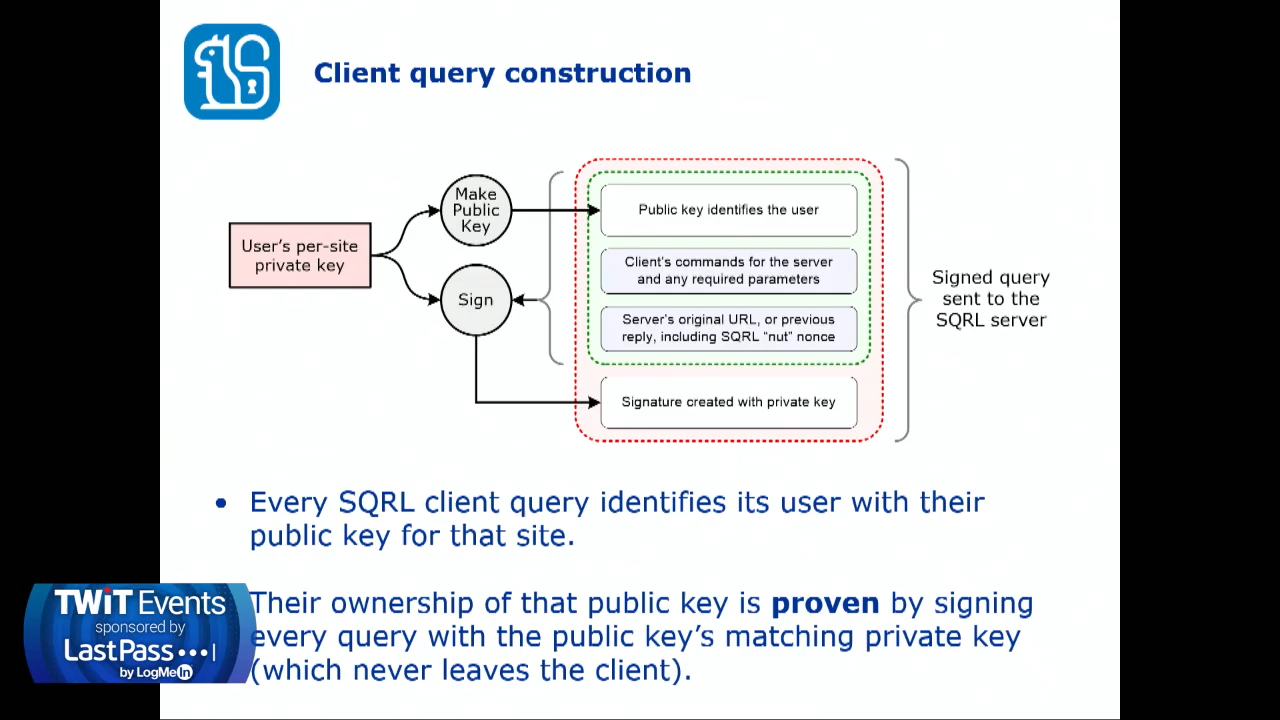 Client query construction
Make
Public
Key
User's per-site
private key
Sign
Public key identifies the user
Client's commands for the server
and any required parameters
Server's original URL, or previous
reply, including SQRL “nut” nonce
Signature created with private key
Signed query
sent to the
SQRL server
• Every SQRL client query identifies its user with their
public key for that site.
Their ownership of that public key is proven by signing
every query with the public key's matching private key
(which never leaves the client).
TWiT Events
sponsored by
LastPass •••|
by LogMeIn